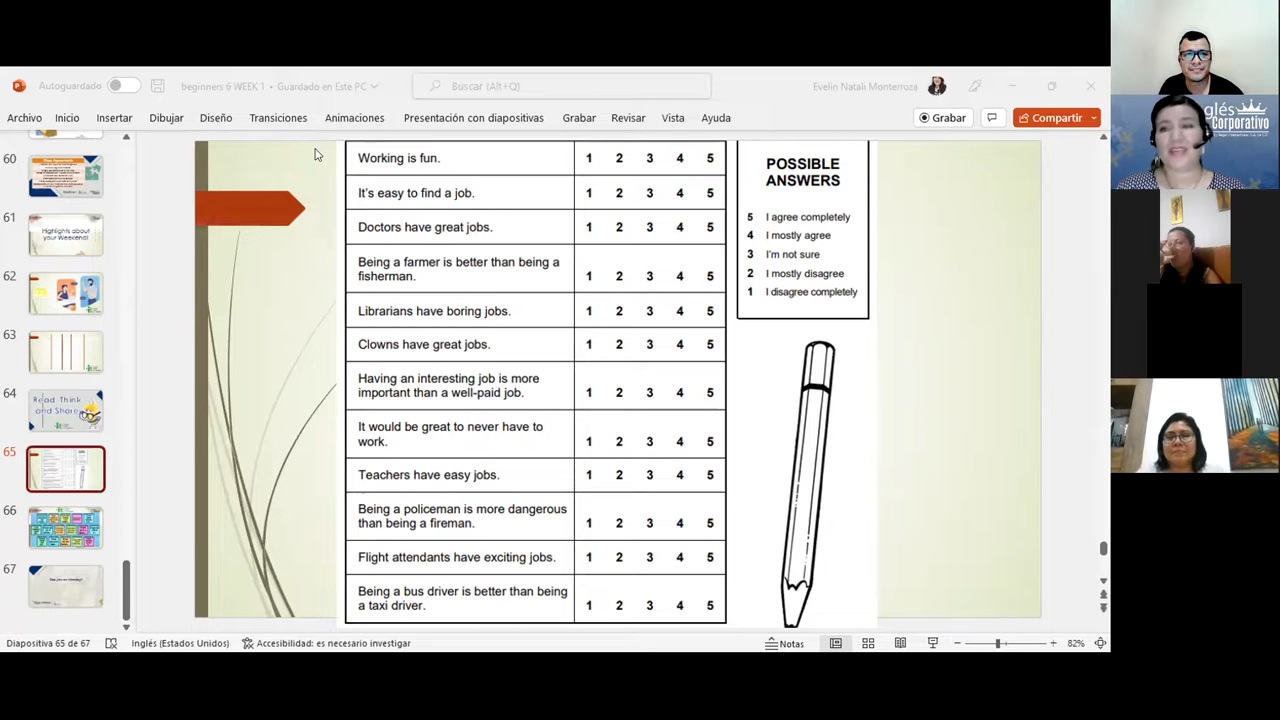 Autoguardado
beginners 6 WEEK 1 • Guardado en Este PC
Buscar (Alt+Q)
Evelin Natali Monterroza
Archivo Inicio Insertar Dibujar Diseño Transiciones Animaciones Presentación con diapositivas Grabar Revisar Vista Ayuda
Grabar
Compartir
60
61
Highlights about
your Weekend!
62
63
64
Read, Think
and Share
65
66
67
Working is fun. 1 2 3 4 5
It's easy to find a job. 1 2 3 4 5
Doctors have great jobs. 1 2 3 4 5
Being a farmer is better than being a
fisherman. 1 2 3 4 5
Librarians have boring jobs. 1 2 3 4 5
Clowns have great jobs. 1 2 3 4 5
Having an interesting job is more
important than a well-paid job. 1 2 3 4 5
It would be great to never have to
work. 1 2 3 4 5
Teachers have easy jobs. 1 2 3 4 5
Being a policeman is more dangerous
than being a fireman. 1 2 3 4 5
Flight attendants have exciting jobs. 1 2 3 4 5
Being a bus driver is better than being
a taxi driver. 1 2 3 4 5
POSSIBLE
ANSWERS
5 I agree completely
4 I mostly agree
3 I'm not sure
2 I mostly disagree
1 I disagree completely
glés
Corporativo
Diapositiva 65 de 67
Inglés (Estados Unidos)
Accesibilidad: es necesario investigar
Notas
82%